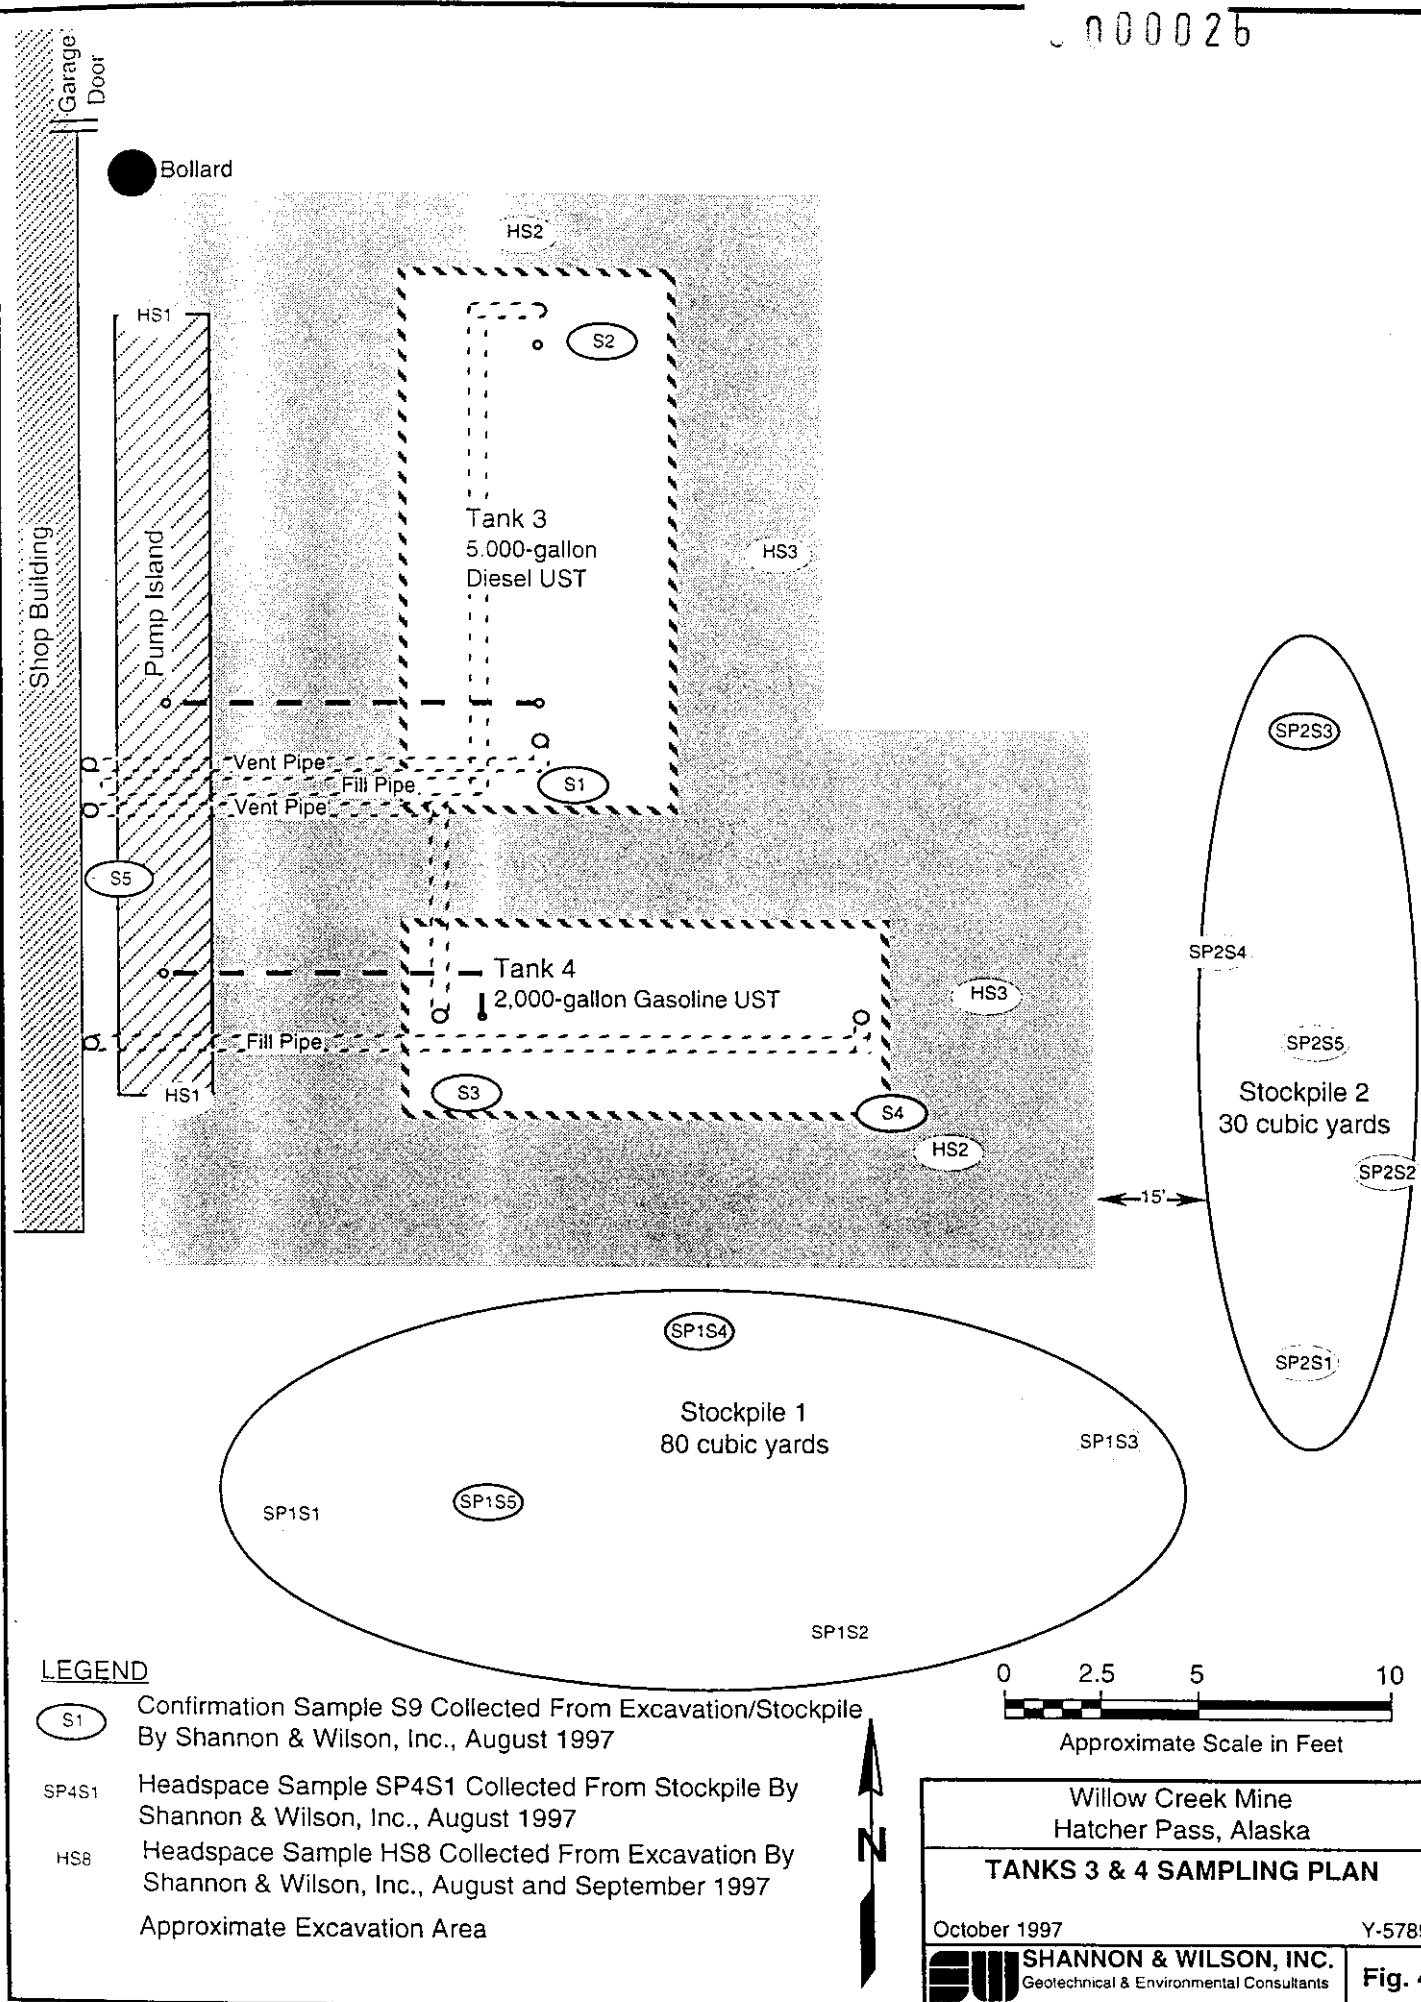 000026
Garage
Door
Bollard
HS2
HS1
S2
Tank 3
5.000-gallon
Diesel UST
HS3
Shop Building
Pump Island
SP2S3
Vent Pipe
Fill Pipe
S1
Vent Pipe
S5
SP2S4
Tank 4
2,000-gallon Gasoline UST
HS3
Fill Pipe
SP2S5
HS1
S3
S4
Stockpile 2
30 cubic yards
HS2
SP2S2
15'
SP1S4
SP2S1
Stockpile 1
80 cubic yards
SP1S3
SP1S5
SP1S1
SP1S2
LEGEND
S1
Confirmation Sample S9 Collected From Excavation/Stockpile
By Shannon & Wilson, Inc., August 1997
SP4S1
Headspace Sample SP4S1 Collected From Stockpile By
Shannon & Wilson, Inc., August 1997
HS8
Headspace Sample HS8 Collected From Excavation By
Shannon & Wilson, Inc., August and September 1997
Approximate Excavation Area
N
0 2.5 5 10
Approximate Scale in Feet
Willow Creek Mine
Hatcher Pass, Alaska
TANKS 3 & 4 SAMPLING PLAN
October 1997 Y-5789
SHANNON & WILSON, INC.
Geotechnical & Environmental Consultants
Fig. 4